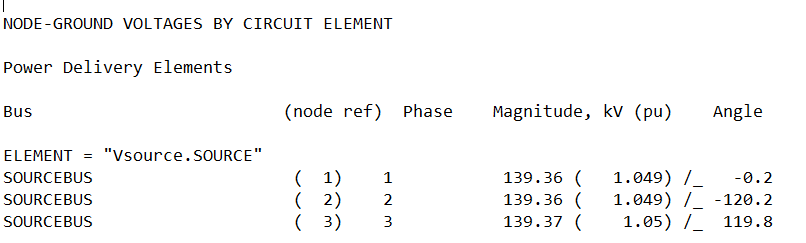 NODE-GROUND VOLTAGES BY CIRCUIT ELEMENT
Power Delivery Elements
Bus                         (node ref)  Phase    Magnitude, kV (pu)    Angle
ELEMENT = "Vsource.SOURCE"
SOURCEBUS                    (  1)    1           139.36 (   1.049) /_   -0.2
SOURCEBUS                    (  2)    2           139.36 (   1.049) /_ -120.2
SOURCEBUS                    (  3)    3           139.37 (    1.05) /_  119.8